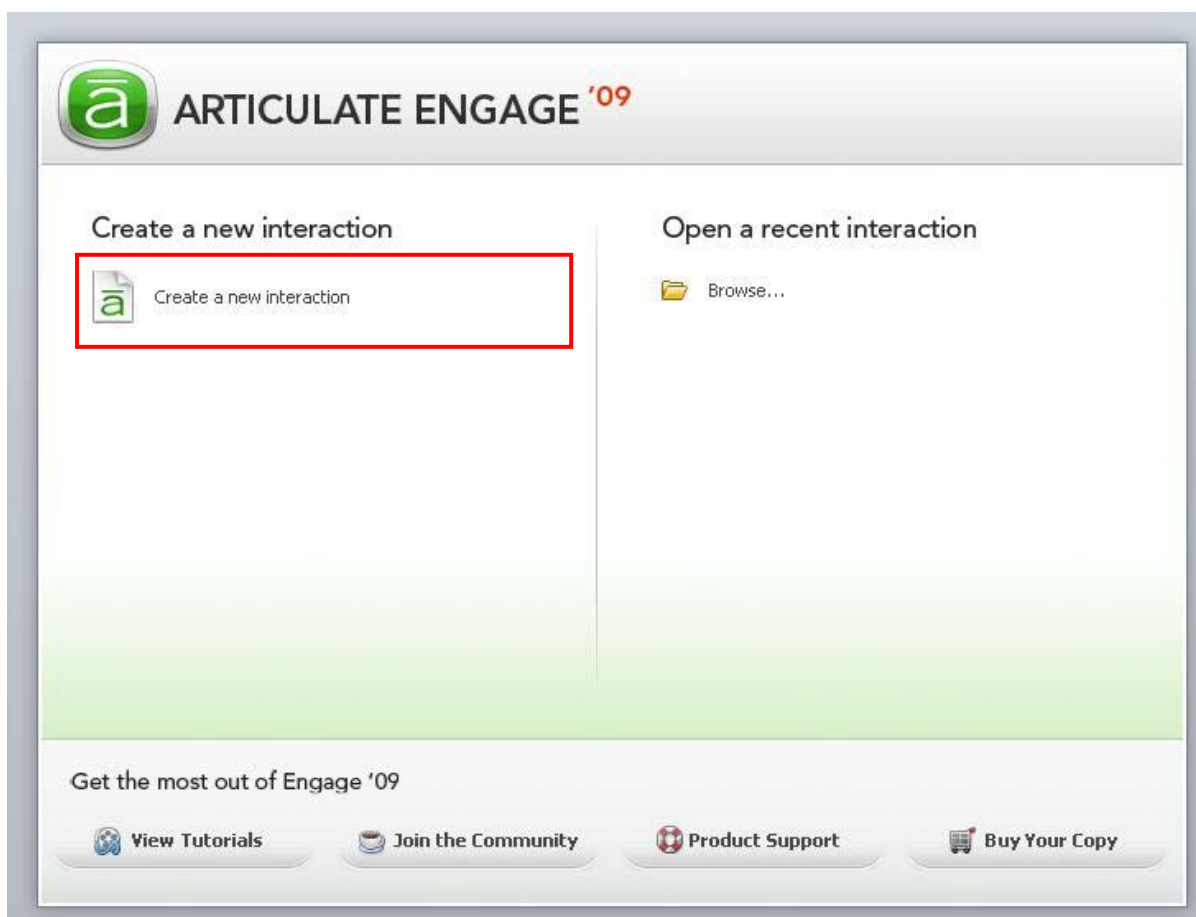 ā ARTICULATE ENGAGE '09
Create a new interaction
ā Create a new interaction
Open a recent interaction
Browse...
Get the most out of Engage '09
View Tutorials
Join the Community
Product Support
Buy Your Copy